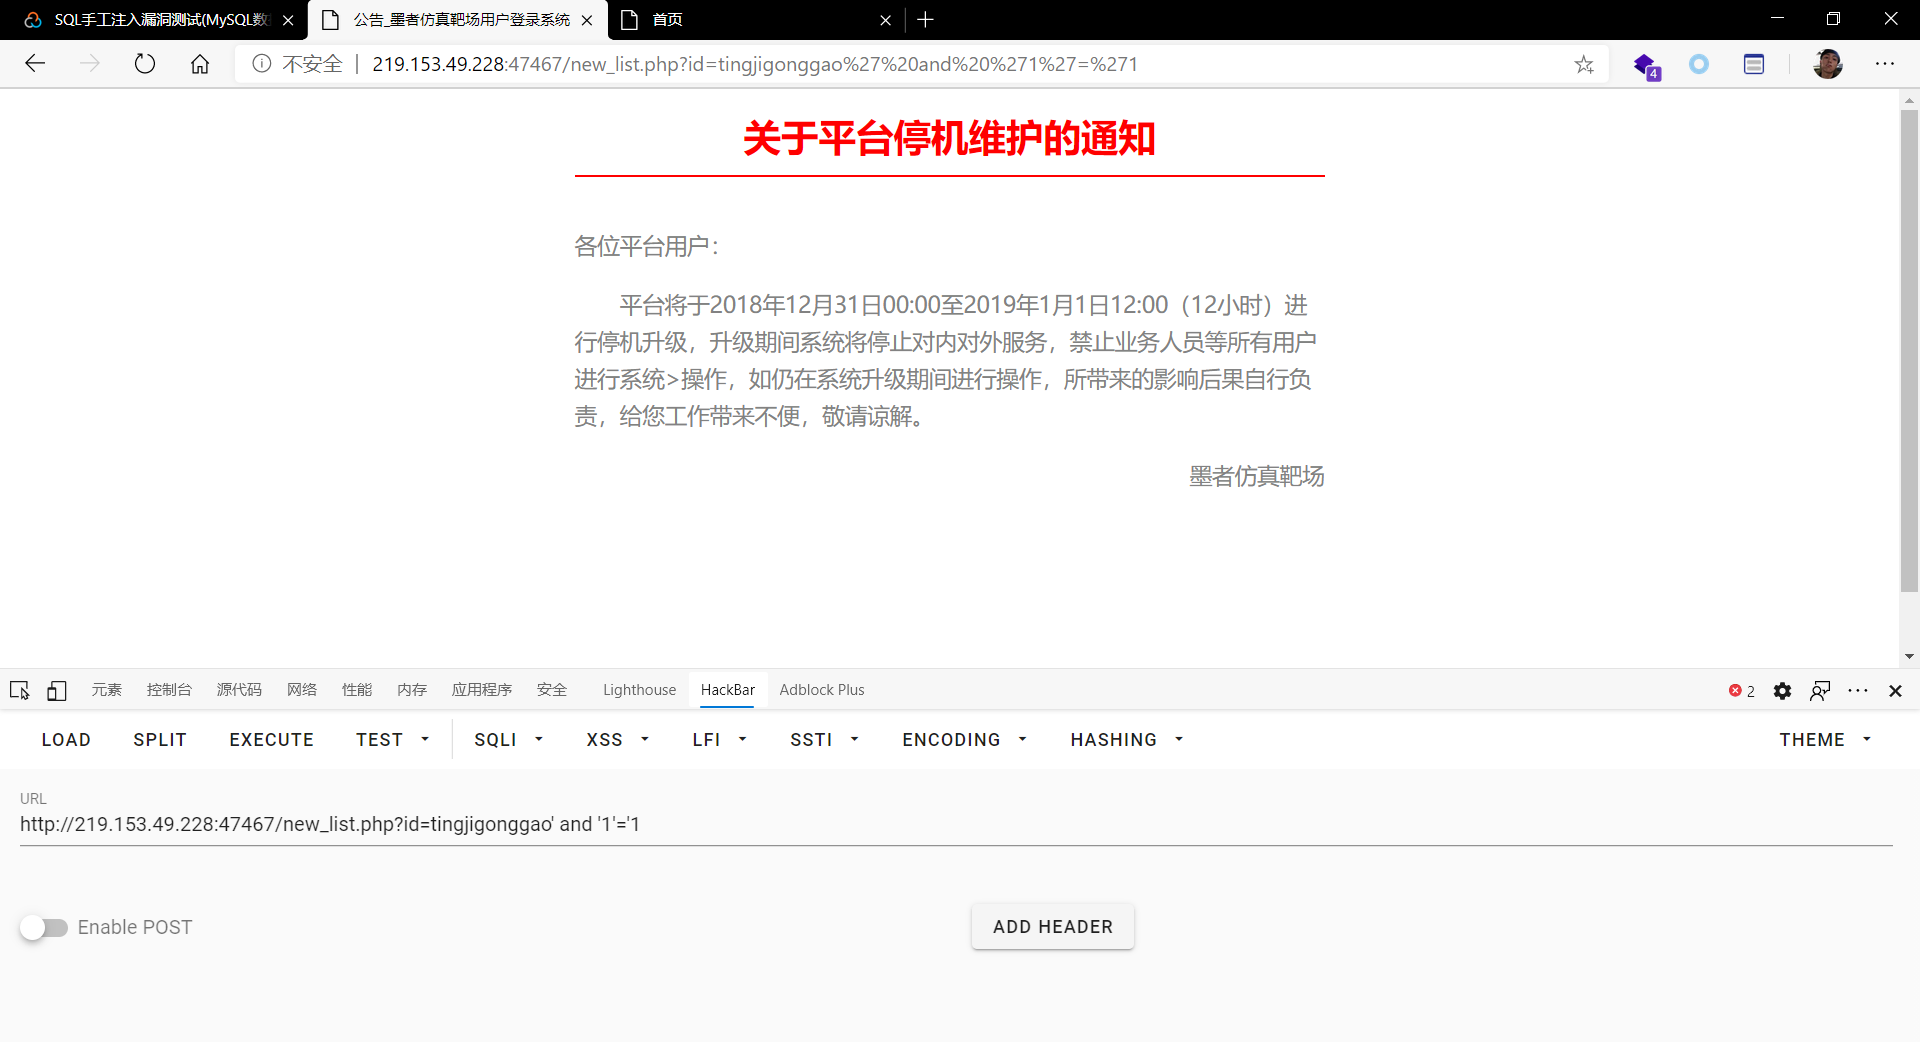 SQL手工注入漏洞测试(MySQL数
公告_墨者仿真靶场用户登录系统
首页
不安全
219.153.49.228:47467/new_list.php?id=tingjigonggao%27%20and%20%271%27=%271
4
关于平台停机维护的通知
各位平台用户：
平台将于2018年12月31日00:00至2019年1月1日12:00（12小时）进
行停机升级，升级期间系统将停止对内对外服务，禁止业务人员等所有用户
进行系统>操作，如仍在系统升级期间进行操作，所带来的影响后果自行负
责，给您工作带来不便，敬请谅解。
墨者仿真靶场
元素 控制台 源代码 网络 性能 内存 应用程序 安全 Lighthouse HackBar Adblock Plus 2
LOAD SPLIT EXECUTE TEST SQLI XSS LFI SSTI ENCODING HASHING THEME
URL
http://219.153.49.228:47467/new_list.php?id=tingjigonggao' and '1'='1
Enable POST
ADD HEADER